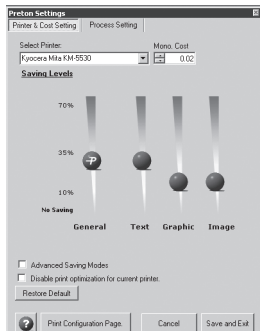 Preton Settings
Printer & Cost Setting Process Setting
Select Printer: Mono. Cost
Kyocera Mita KM-5530 0.02
Saving Levels
70%
35%
10%
No Saving
General Text Graphic Image
Advanced Saving Modes
Disable print optimization for current printer.
Restore Default
? Print Configuration Page. Cancel Save and Exit